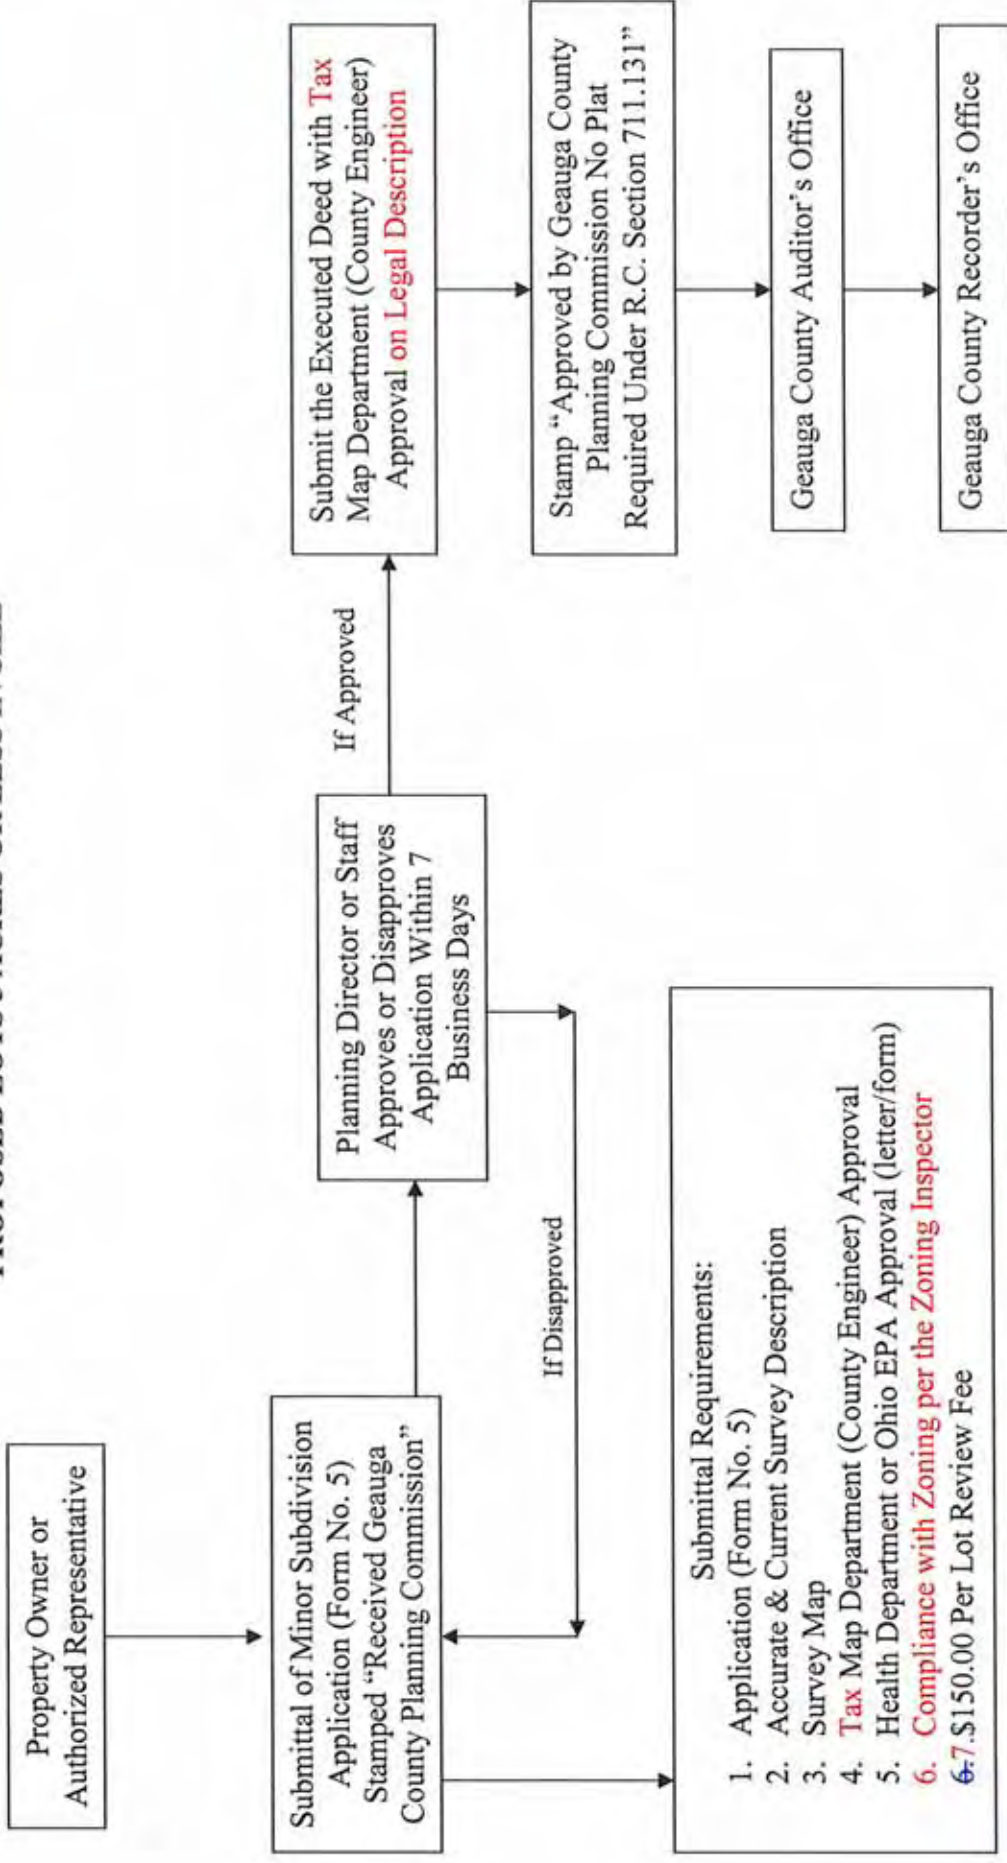 Property Owner or
Authorized Representative
Submittal of Minor Subdivision
Application (Form No. 5)
Stamped “Received Geauga
County Planning Commission”
Planning Director or Staff
Approves or Disapproves
Application Within 7
Business Days
If Approved
If Disapproved
Submit the Executed Deed with Tax
Map Department (County Engineer)
Approval on Legal Description
Stamp “Approved by Geauga County
Planning Commission No Plat
Required Under R.C. Section 711.131”
Geauga County Auditor’s Office
Geauga County Recorder’s Office
Submittal Requirements:
1. Application (Form No. 5)
2. Accurate & Current Survey Description
3. Survey Map
4. Tax Map Department (County Engineer) Approval
5. Health Department or Ohio EPA Approval (letter/form)
6. Compliance with Zoning per the Zoning Inspector
6.7.$150.00 Per Lot Review Fee